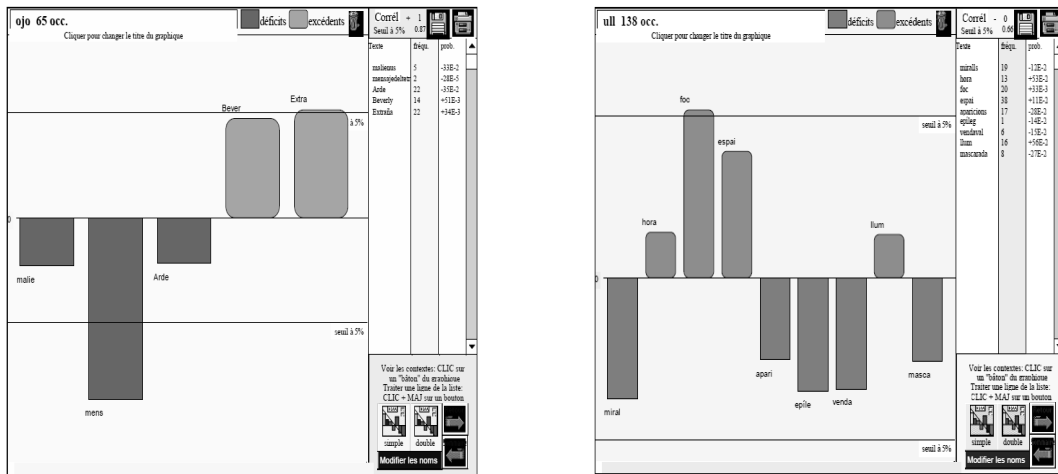 ojo 65 occ.
déficits excédents
Cliquer pour changer le titre du graphique
Corrél + 1
Seuil à 5% 0.87
Texte fréqu. prob.
malienus 5 -33E-2
mensajedeltetr 2 -28E-5
Arde 22 -35E-2
Beverly 14 +51E-3
Extraña 22 +34E-3
Extra
Bever
à 5%
0
malie
Arde
mens
seuil à 5%
Voir les contextes: CLIC sur
un "bâton" du graphique
Traiter une ligne de la liste:
CLIC + MAJ sur un bouton
simple double
Modifier les noms
ull 138 occ.
déficits excédents
Cliquer pour changer le titre du graphique
Corrél - 0
Seuil à 5% 0.66
Texte fréqu. prob.
miralls 19 -12E-2
hora 13 +53E-2
foc 20 +33E-3
espai 38 +11E-2
aparicions 17 -28E-2
epileg 1 -14E-2
vendaval 6 -15E-2
llum 16 +56E-2
mascarada 8 -27E-2
foc
seuil à 5%
espai
hora
llum
0
apari
masca
epile
venda
miral
seuil à 5%
Voir les contextes: CLIC sur
un "bâton" du graphique
Traiter une ligne de la liste:
CLIC + MAJ sur un bouton
simple double
Modifier les noms